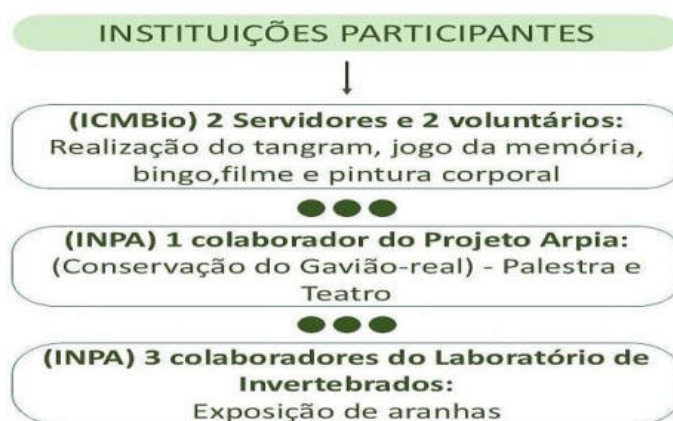 INSTITUIÇÕES PARTICIPANTES
(ICMBio) 2 Servidores e 2 voluntários:
Realização do tangram, jogo da memória,
bingo,filme e pintura corporal
(INPA) 1 colaborador do Projeto Arpia:
(Conservação do Gavião-real) - Palestra e
Teatro
(INPA) 3 colaboradores do Laboratório de
Invertebrados:
Exposição de aranhas